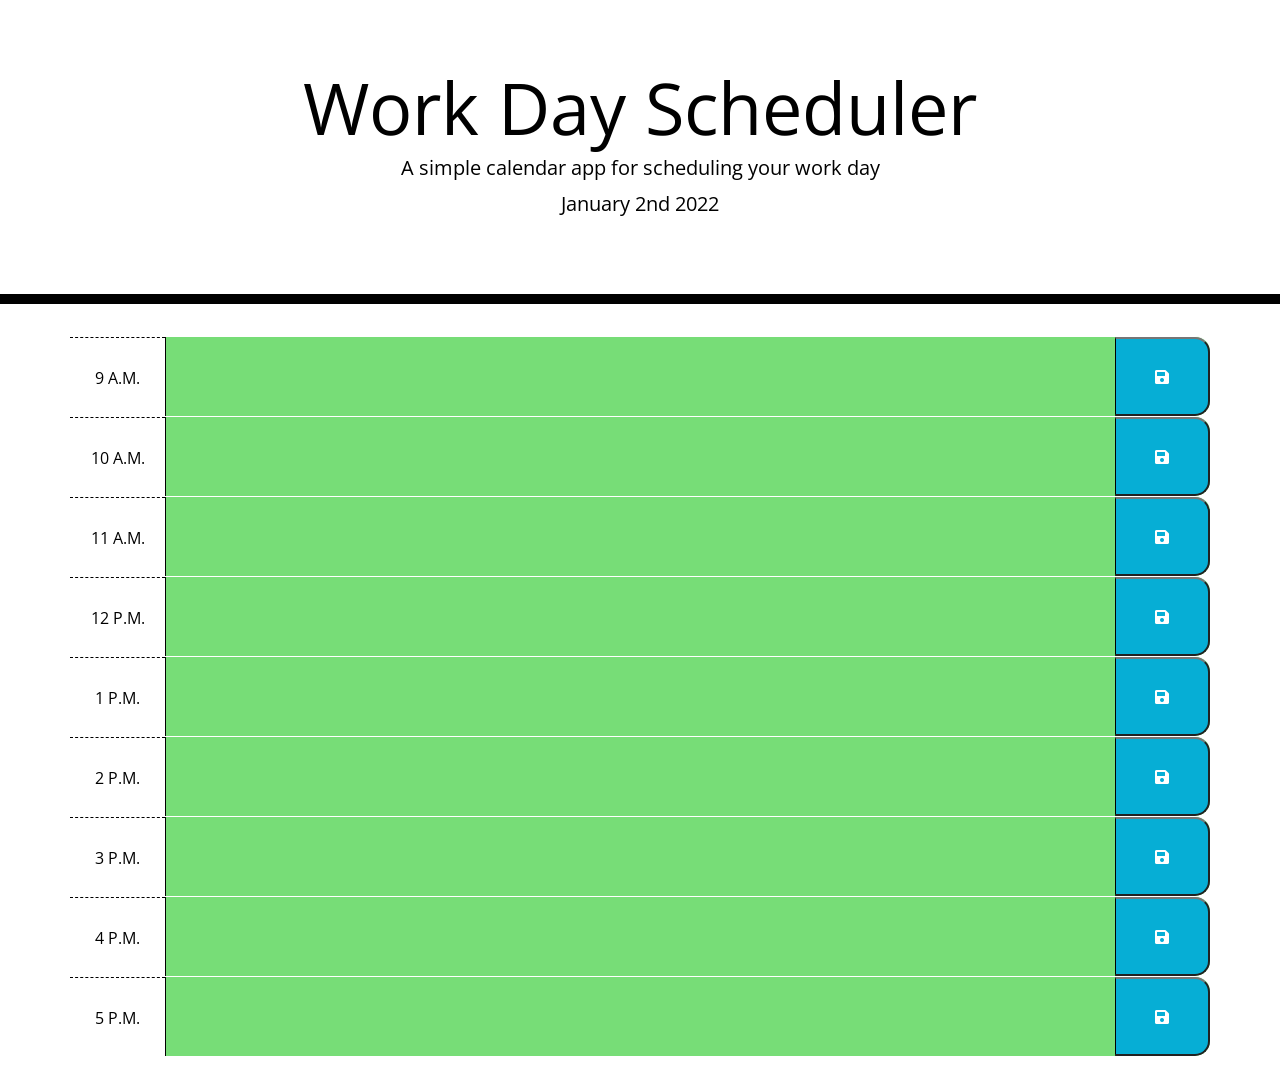 Work Day Scheduler
A simple calendar app for scheduling your work day
January 2nd 2022
9 A.M.
10 A.M.
11 A.M.
12 P.M.
1 P.M.
2 P.M.
3 P.M.
4 P.M.
5 P.M.